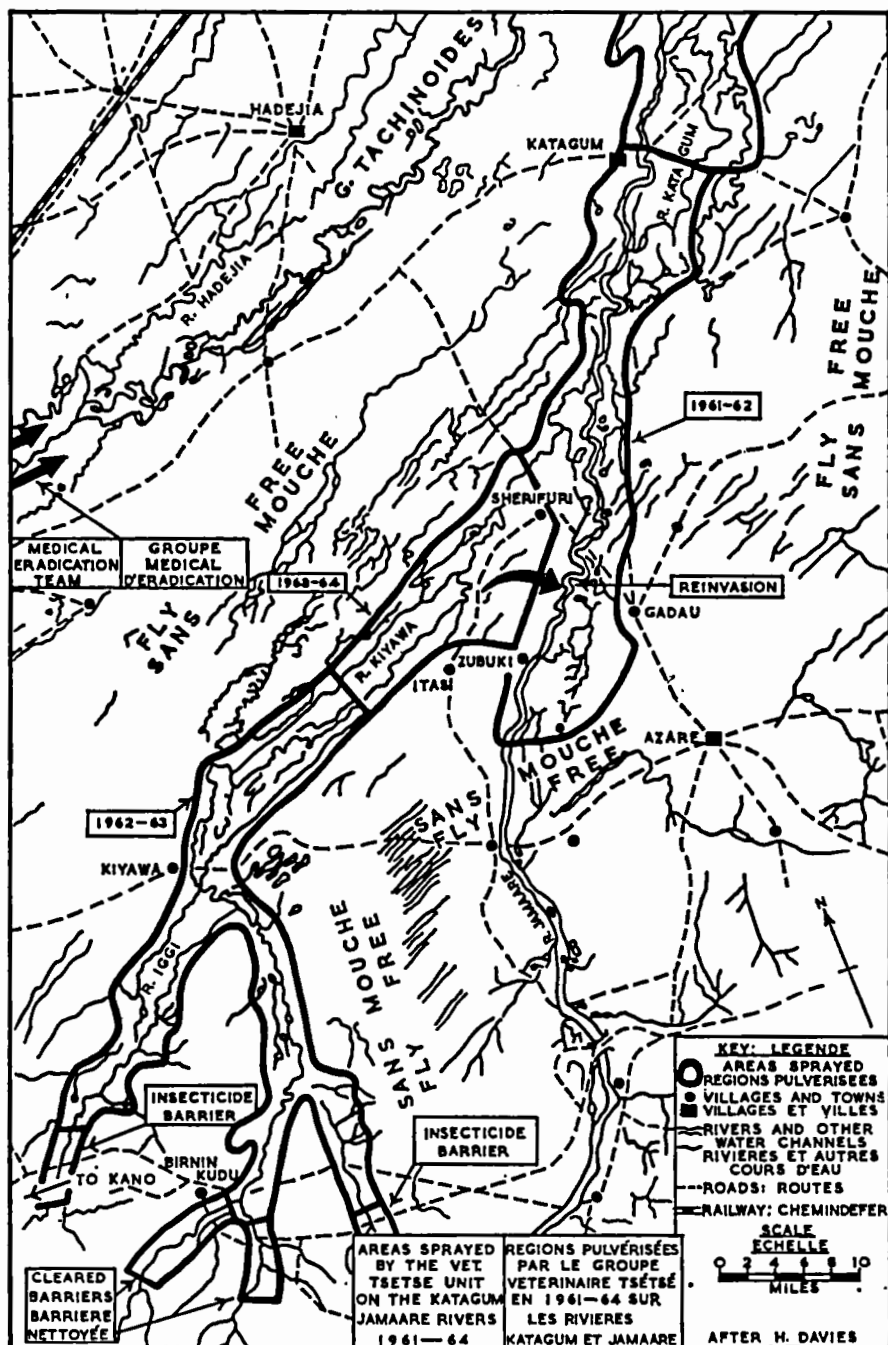 HADEJIA
G. TACHINOIDES
KATAGUM
R. KATAGUM
R. HADEJIA
FLY FREE
SANS MOUCHE
1961-62
FREE
MOUCHE
SHERIFURI
MEDICAL
ERADICATION
TEAM
GROUPE
MEDICAL
D'ERADICATION
1963-64
REINVASION
GADAU
FLY
SANS
R. KIYAWA
ZUBUKI
ITASI
AZARE
MOUCHE
FREE
SANS
FLY
1962-63
KIYAWA
R. JAMAARE
N
R. IGGI
SANS MOUCHE
FLY FREE
INSECTICIDE
BARRIER
INSECTICIDE
BARRIER
TO KANO
BIRNIN
KUDU
CLEARED
BARRIERS
BARRIERE
NETTOYÉE
KEY: LEGENDE
AREAS SPRAYED
REGIONS PULVERISEES
VILLAGES AND TOWNS
VILLAGES ET VILLES
RIVERS AND OTHER
WATER CHANNELS
RIVIERES ET AUTRES
COURS D'EAU
ROADS: ROUTES
RAILWAY: CHEMINDEFER
SCALE
ECHELLE
0 2 4 6 8 10
MILES
AFTER H. DAVIES
AREAS SPRAYED
BY THE VET.
TSETSE UNIT
ON THE KATAGUM
JAMAARE RIVERS
1961—64
REGIONS PULVÉRISÉES
PAR LE GROUPE
VETERINAIRE TSÉTSÉ
EN 1961-64 SUR
LES RIVIERES
KATAGUM ET JAMAARE